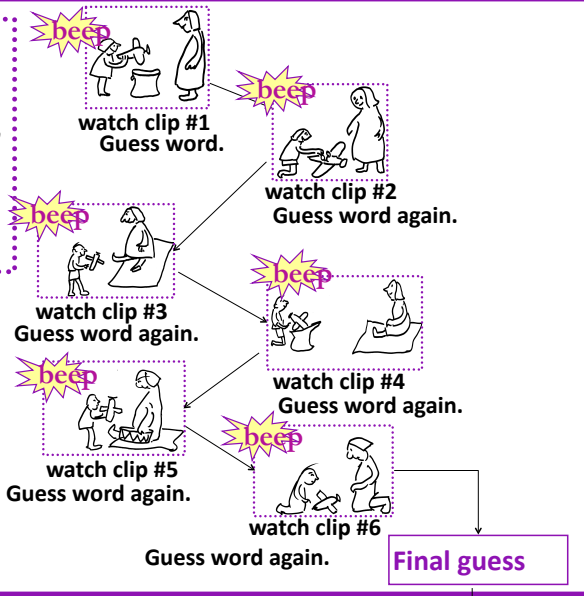 beep
watch clip #1
Guess word.
beep
watch clip #2
Guess word again.
beep
watch clip #3
Guess word again.
beep
watch clip #4
Guess word again.
beep
watch clip #5
Guess word again.
beep
watch clip #6
Guess word again.
Final guess